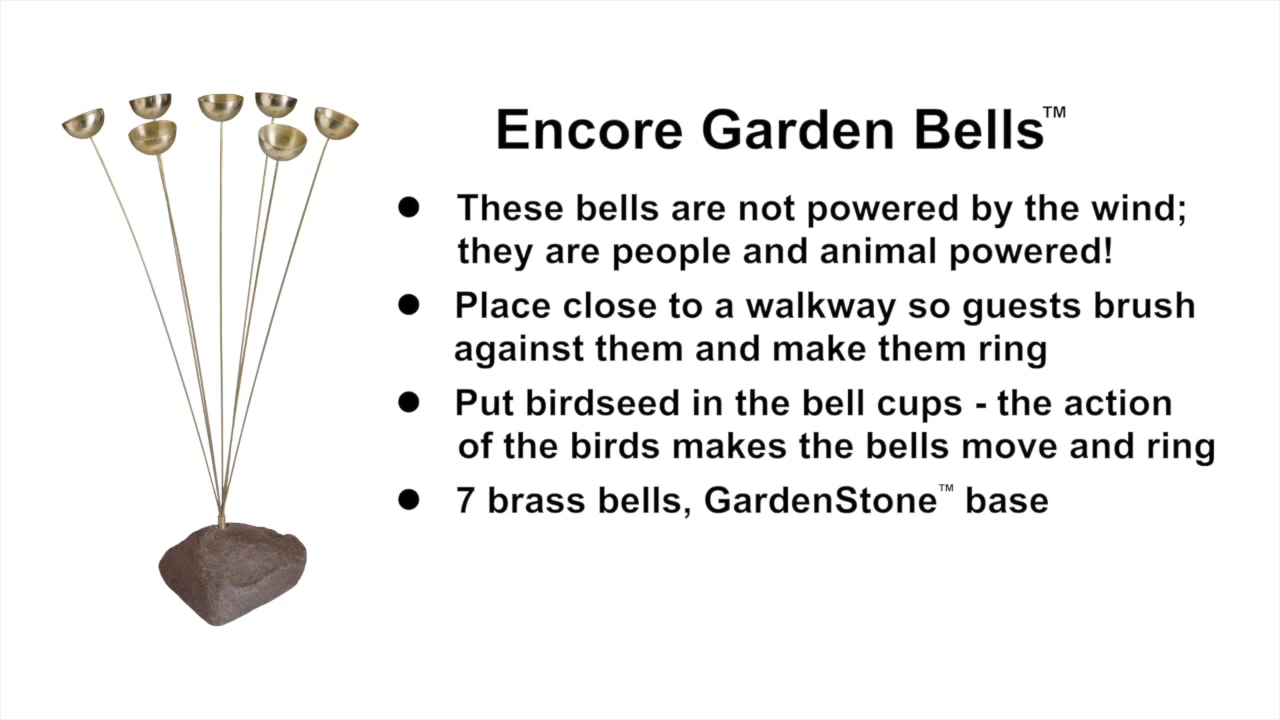 Encore Garden Bells™
● These bells are not powered by the wind;
they are people and animal powered!
● Place close to a walkway so guests brush
against them and make them ring
● Put birdseed in the bell cups - the action
of the birds makes the bells move and ring
● 7 brass bells, GardenStone™ base